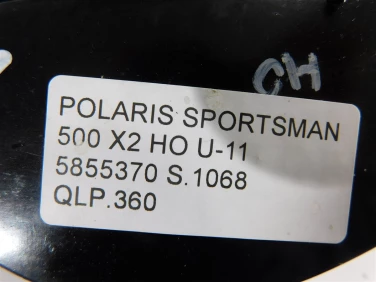 CH
POLARIS SPORTSMAN
500 X2 HO U-11
5855370 S.1068
QLP.360